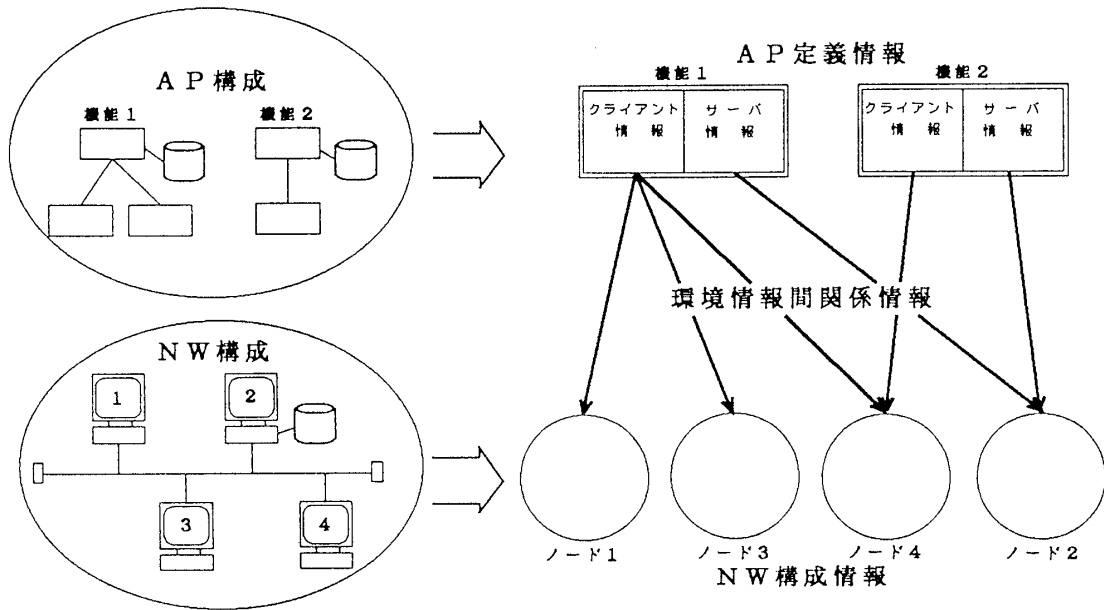 AP構成
機能1
機能2
NW構成
1
2
3
4
AP定義情報
機能1
機能2
クライアント
情報
サーバ
情報
クライアント
情報
サーバ
情報
環境情報間関係情報
ノード1
ノード3
ノード4
ノード2
NW構成情報